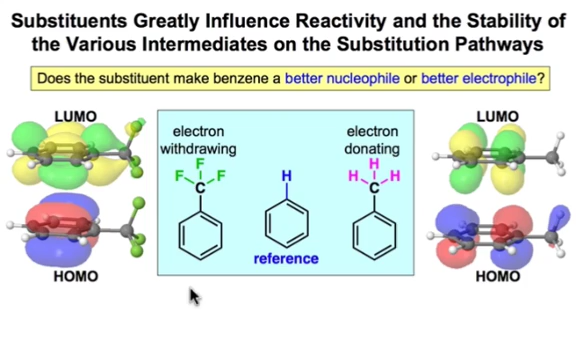 Substituents Greatly Influence Reactivity and the Stability of
the Various Intermediates on the Substitution Pathways
Does the substituent make benzene a better nucleophile or better electrophile?
LUMO
electron
withdrawing
F
F F
C
HOMO
H
reference
electron
donating
H
H H
C
LUMO
HOMO